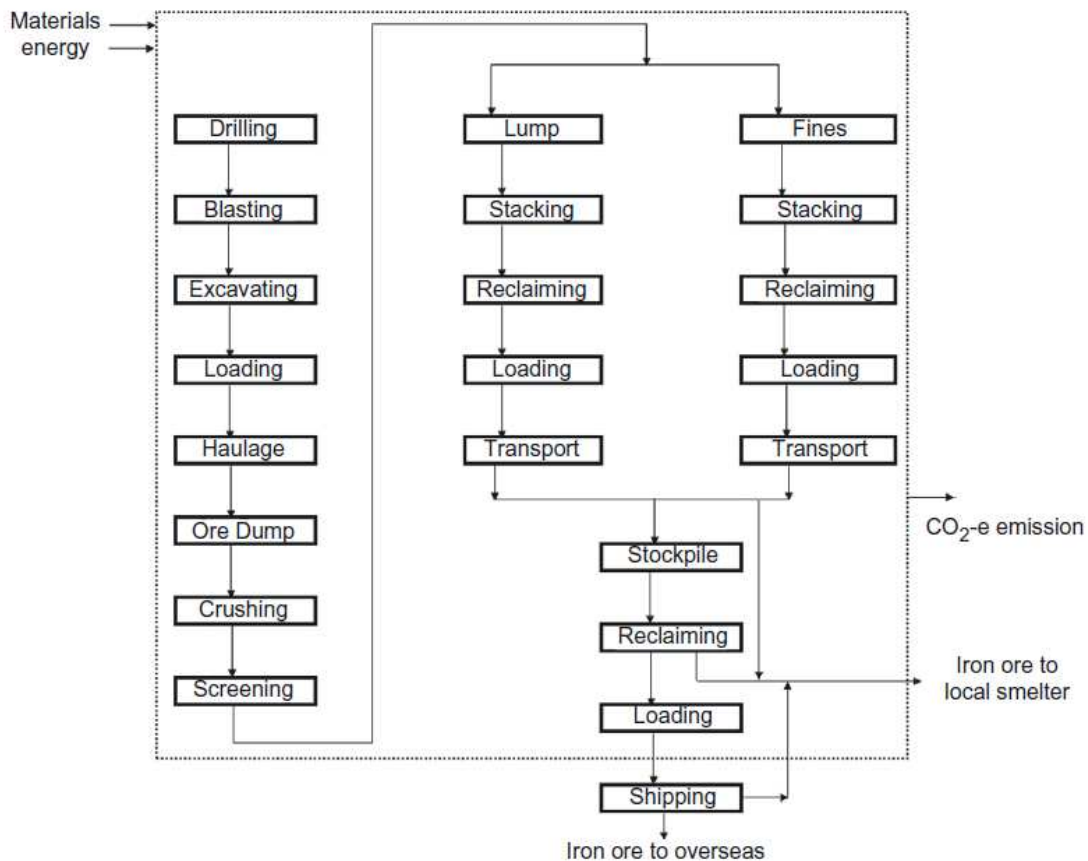 Materials
energy
Drilling
Blasting
Excavating
Loading
Haulage
Ore Dump
Crushing
Screening
Lump
Stacking
Reclaiming
Loading
Transport
Fines
Stacking
Reclaiming
Loading
Transport
Stockpile
Reclaiming
Loading
Shipping
Iron ore to overseas
CO₂-e emission
Iron ore to
local smelter